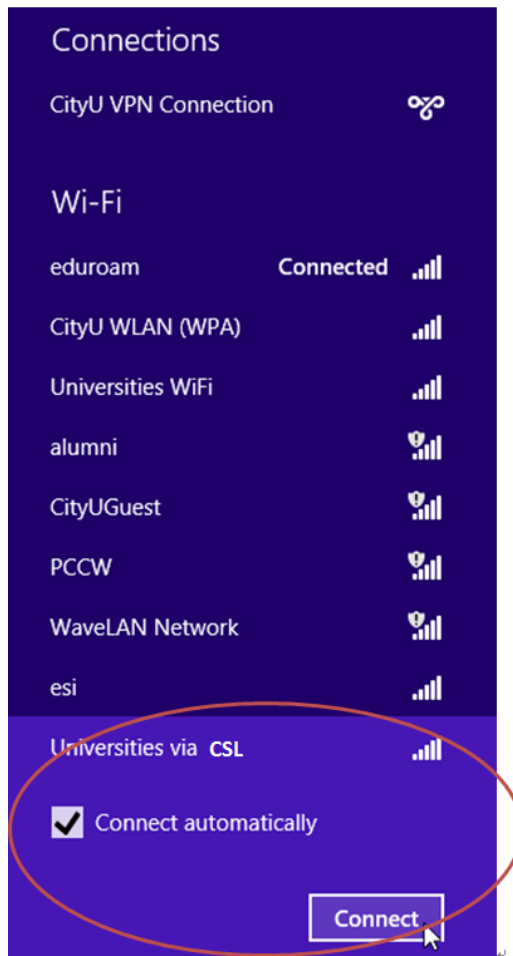 Connections
CityU VPN Connection
Wi-Fi
eduroam Connected
CityU WLAN (WPA)
Universities WiFi
alumni
CityUGuest
PCCW
WaveLAN Network
esi
Universities via CSL
Connect automatically
Connect